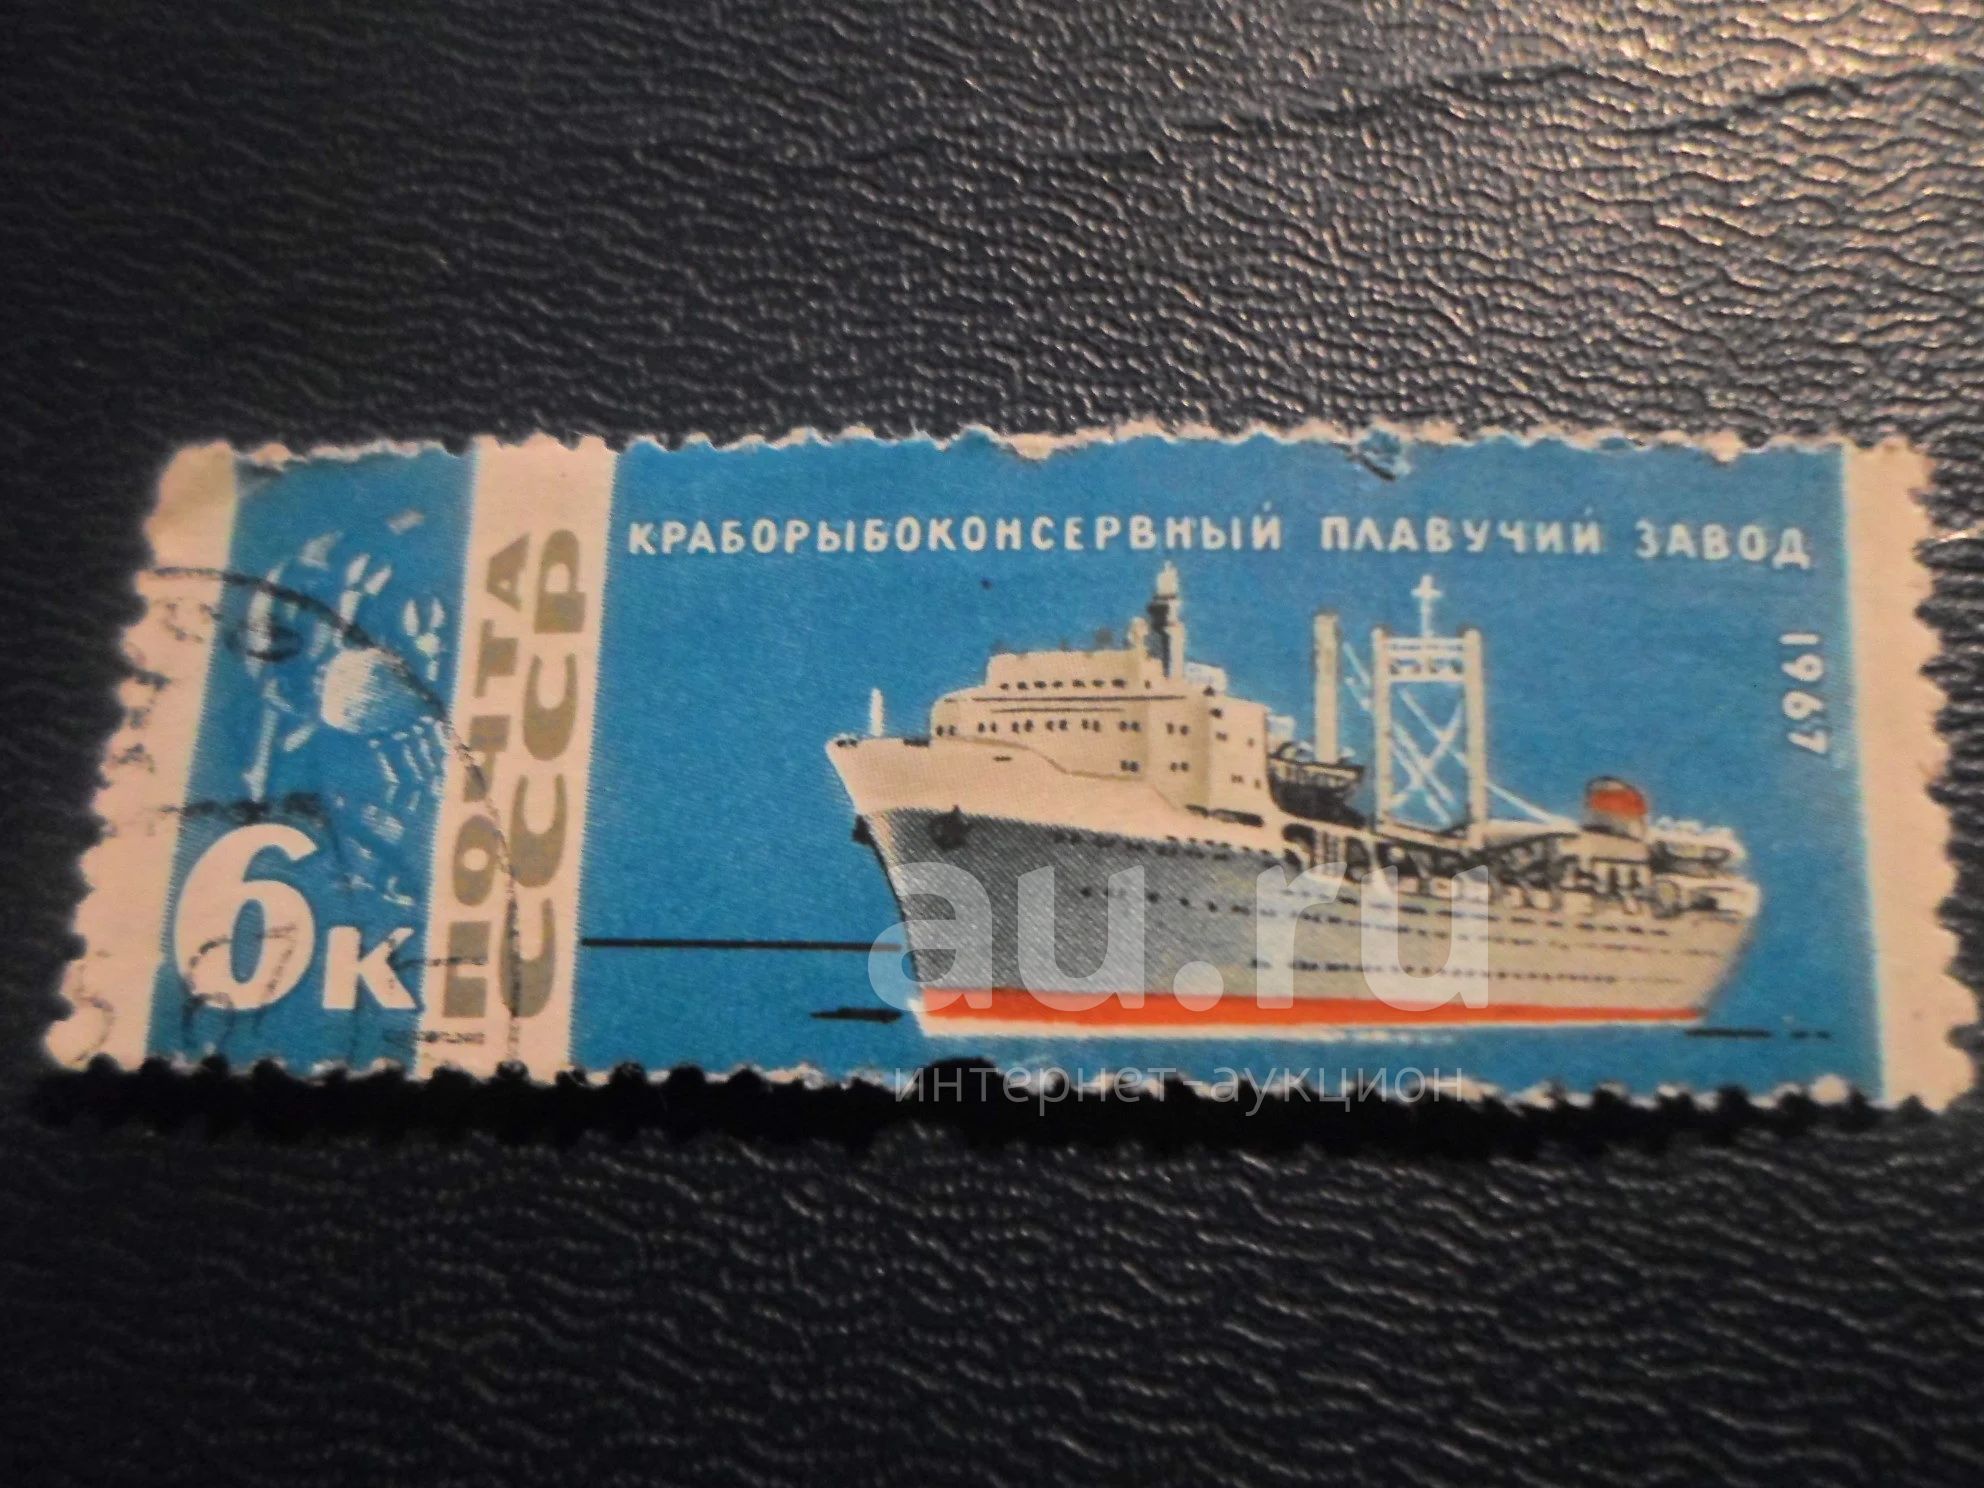 КРАБОРЫБОКОНСЕРВНЫЙ ПЛАВУЧИЙ ЗАВОД
1967
ПОЧТА
СССР
6к
au.ru
интернет-аукцион